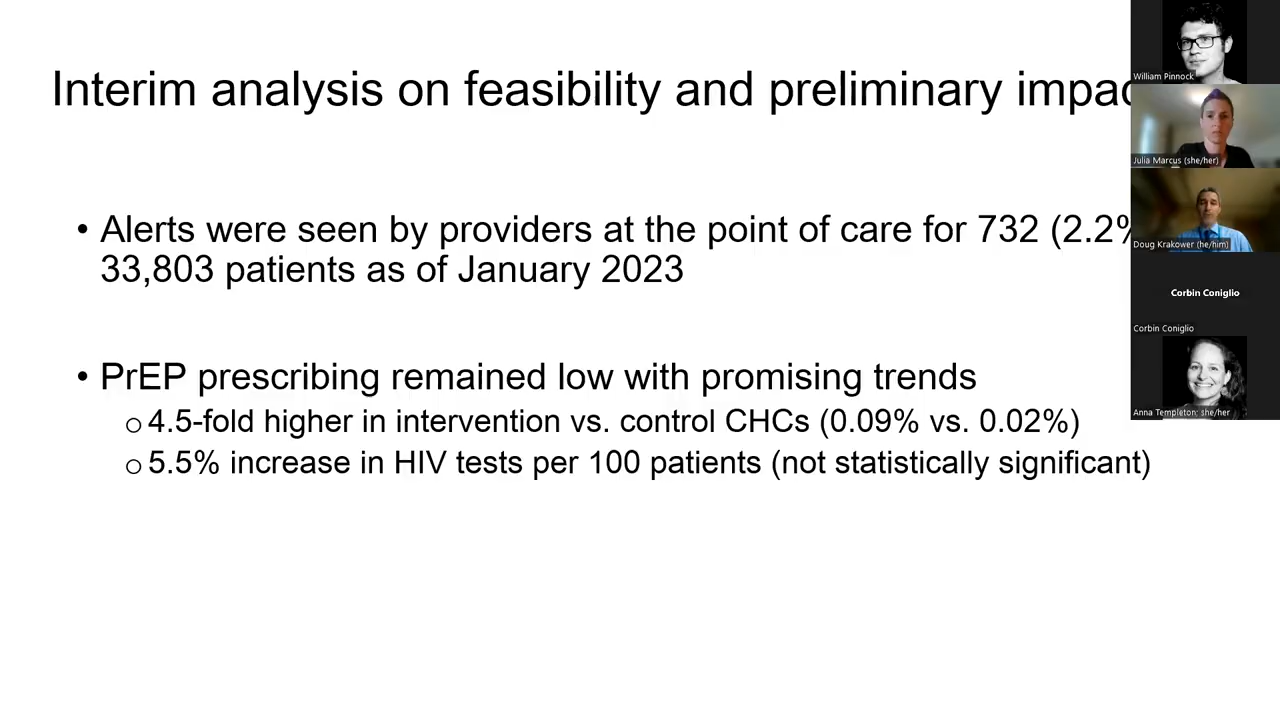 Interim analysis on feasibility and preliminary
• Alerts were seen by providers at the point of care for 732 (2.2%
33,803 patients as of January 2023
• PrEP prescribing remained low with promising trends
o 4.5-fold higher in intervention vs. control CHCs (0.09% vs. 0.02%)
o 5.5% increase in HIV tests per 100 patients (not statistically significant)
William Pinnock
Julia Marcus (she/her)
Doug Krakower (he/him)
Corbin Coniglio
Corbin Coniglio
Anna Templeton: she/her